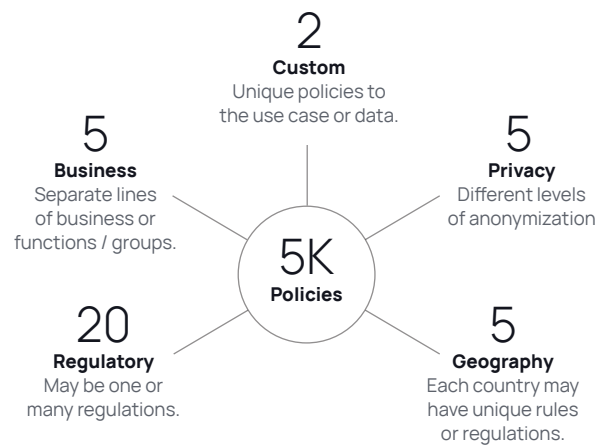 2
Custom
Unique policies to
the use case or data.
5
Business
Separate lines
of business or
functions / groups.
5
Privacy
Different levels
of anonymization
5K
Policies
20
Regulatory
May be one or
many regulations.
5
Geography
Each country may
have unique rules
or regulations.